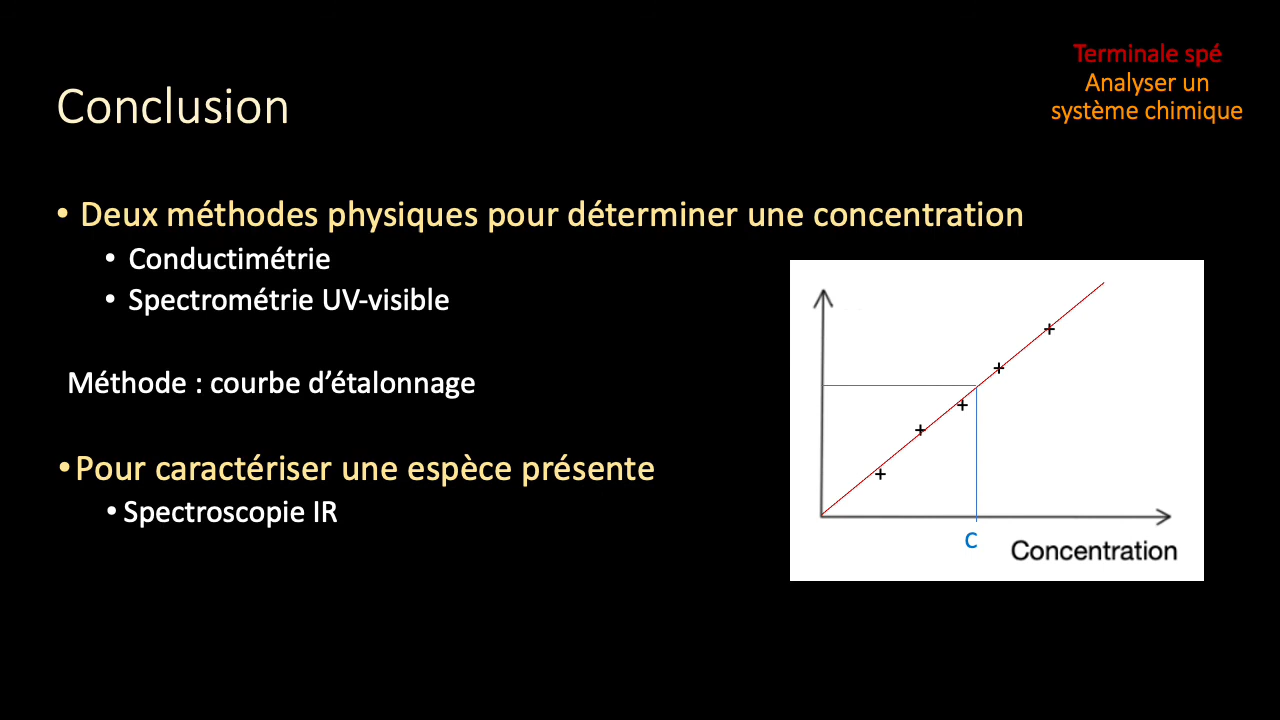 Terminale spé
Analyser un
système chimique
Conclusion
• Deux méthodes physiques pour déterminer une concentration
• Conductimétrie
• Spectrométrie UV-visible
Méthode : courbe d’étalonnage
• Pour caractériser une espèce présente
• Spectroscopie IR
C
Concentration